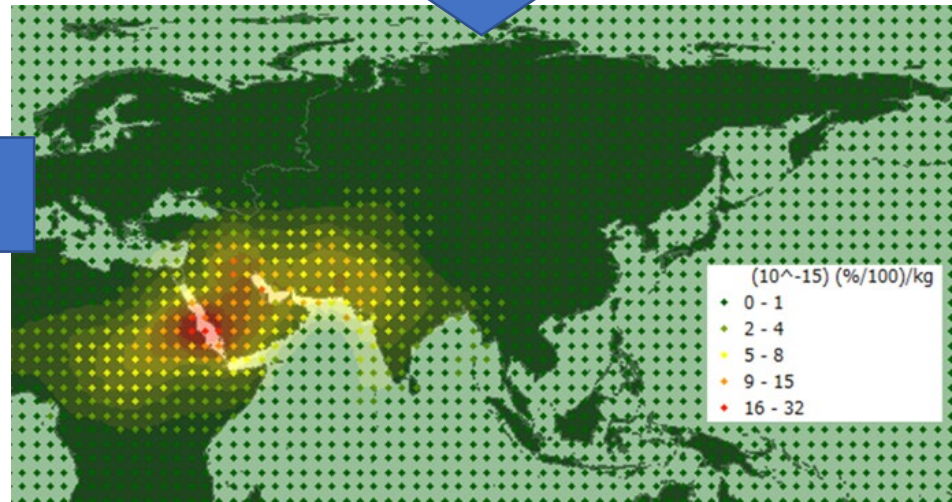 (10^-15) (%/100)/kg
0 - 1
2 - 4
5 - 8
9 - 15
16 - 32